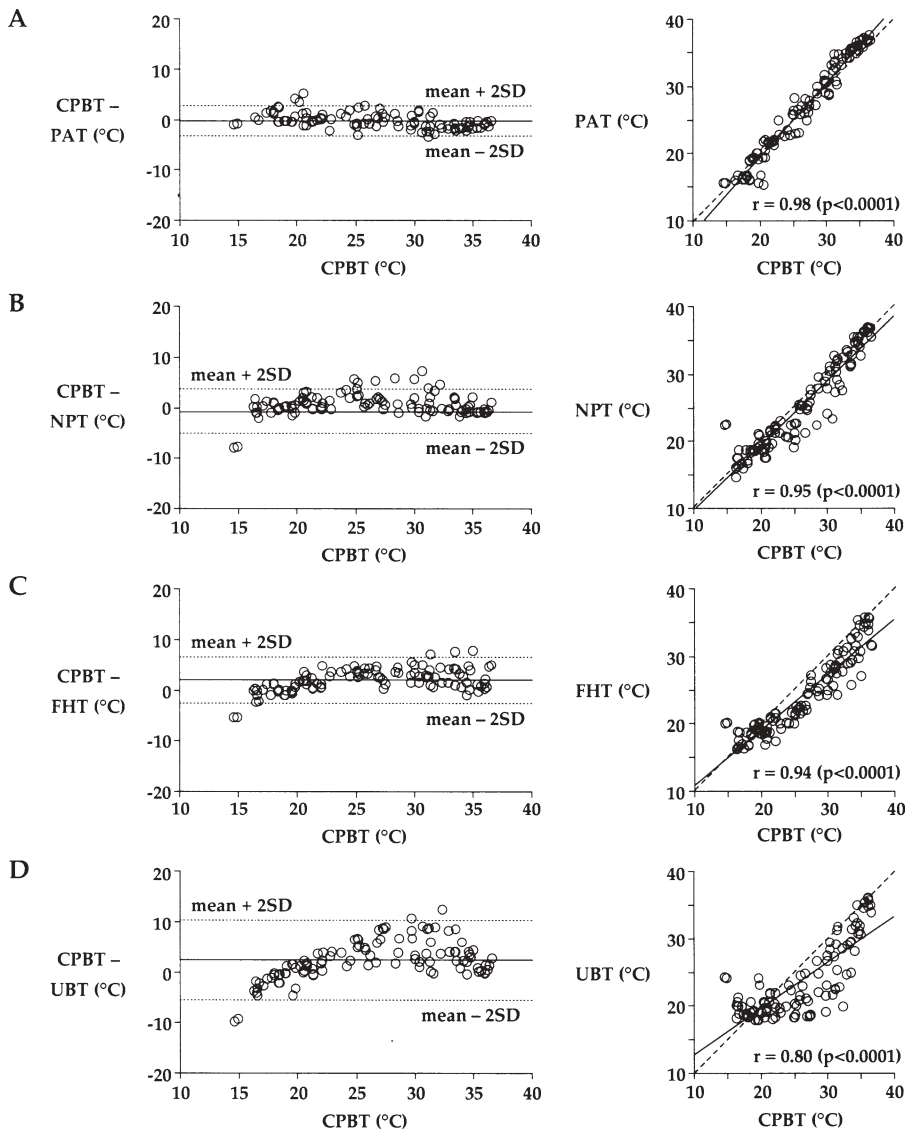 A
CPBT –
PAT (°C)
20
10
0
-10
-20
mean + 2SD
mean – 2SD
10 15 20 25 30 35 40
CPBT (°C)
PAT (°C)
40
30
20
10
r = 0.98 (p<0.0001)
10 20 30 40
CPBT (°C)
B
CPBT –
NPT (°C)
20
10
0
-10
-20
mean + 2SD
mean – 2SD
10 15 20 25 30 35 40
CPBT (°C)
NPT (°C)
40
30
20
10
r = 0.95 (p<0.0001)
10 20 30 40
CPBT (°C)
C
CPBT –
FHT (°C)
20
10
0
-10
-20
mean + 2SD
mean – 2SD
10 15 20 25 30 35 40
CPBT (°C)
FHT (°C)
40
30
20
10
r = 0.94 (p<0.0001)
10 20 30 40
CPBT (°C)
D
CPBT –
UBT (°C)
20
10
0
-10
-20
mean + 2SD
mean – 2SD
10 15 20 25 30 35 40
CPBT (°C)
UBT (°C)
40
30
20
10
r = 0.80 (p<0.0001)
10 20 30 40
CPBT (°C)